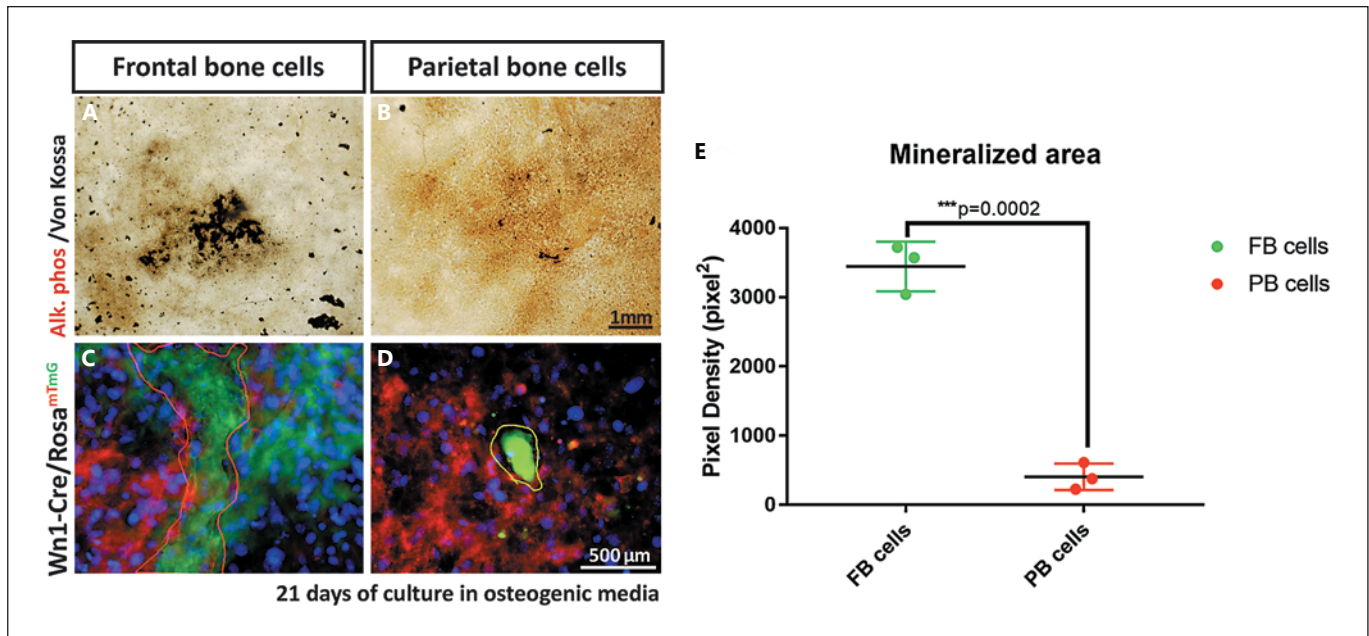 Frontal bone cells
Parietal bone cells
Alk. phos /Von Kossa
A
B
1mm
Wn1-Cre/Rosa^mTmG
C
D
500 µm
21 days of culture in osteogenic media
E
Mineralized area
***p=0.0002
Pixel Density (pixel²)
4000
3000
2000
1000
0
FB cells
PB cells
FB cells
PB cells